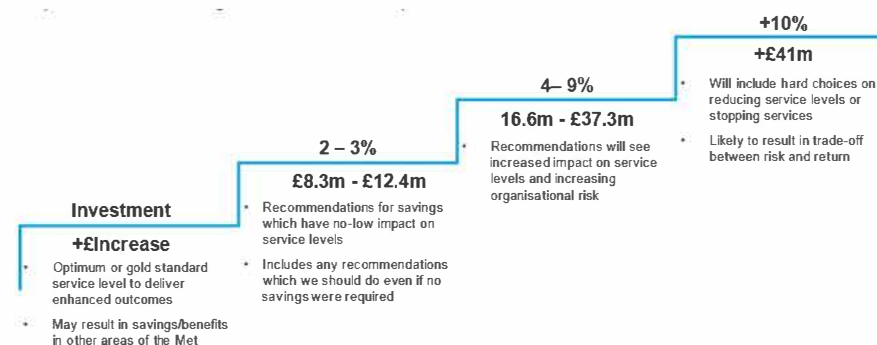 Investment
+£Increase
• Optimum or gold standard
service level to deliver
enhanced outcomes
• May result in savings/benefits
in other areas of the Met
2 – 3%
£8.3m - £12.4m
• Recommendations for savings
which have no-low impact on
service levels
• Includes any recommendations
which we should do even if no
savings were required
4– 9%
16.6m - £37.3m
• Recommendations will see
increased impact on service
levels and increasing
organisational risk
+10%
+£41m
• Will include hard choices on
reducing service levels or
stopping services
• Likely to result in trade-off
between risk and return